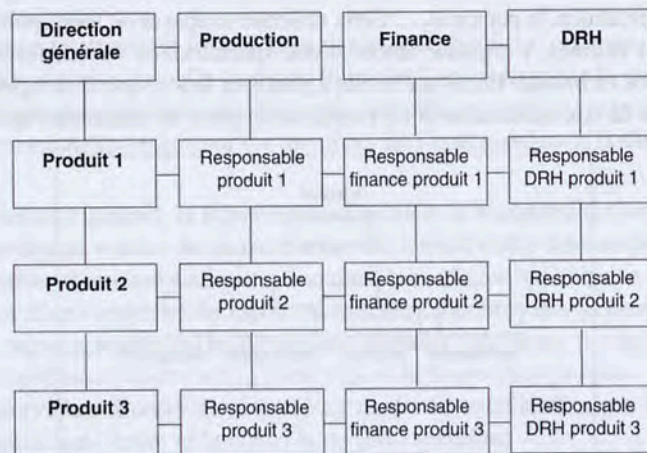 Direction
générale
Production
Finance
DRH
Produit 1
Responsable
produit 1
Responsable
finance produit 1
Responsable
DRH produit 1
Produit 2
Responsable
produit 2
Responsable
finance produit 2
Responsable
DRH produit 2
Produit 3
Responsable
produit 3
Responsable
finance produit 3
Responsable
DRH produit 3